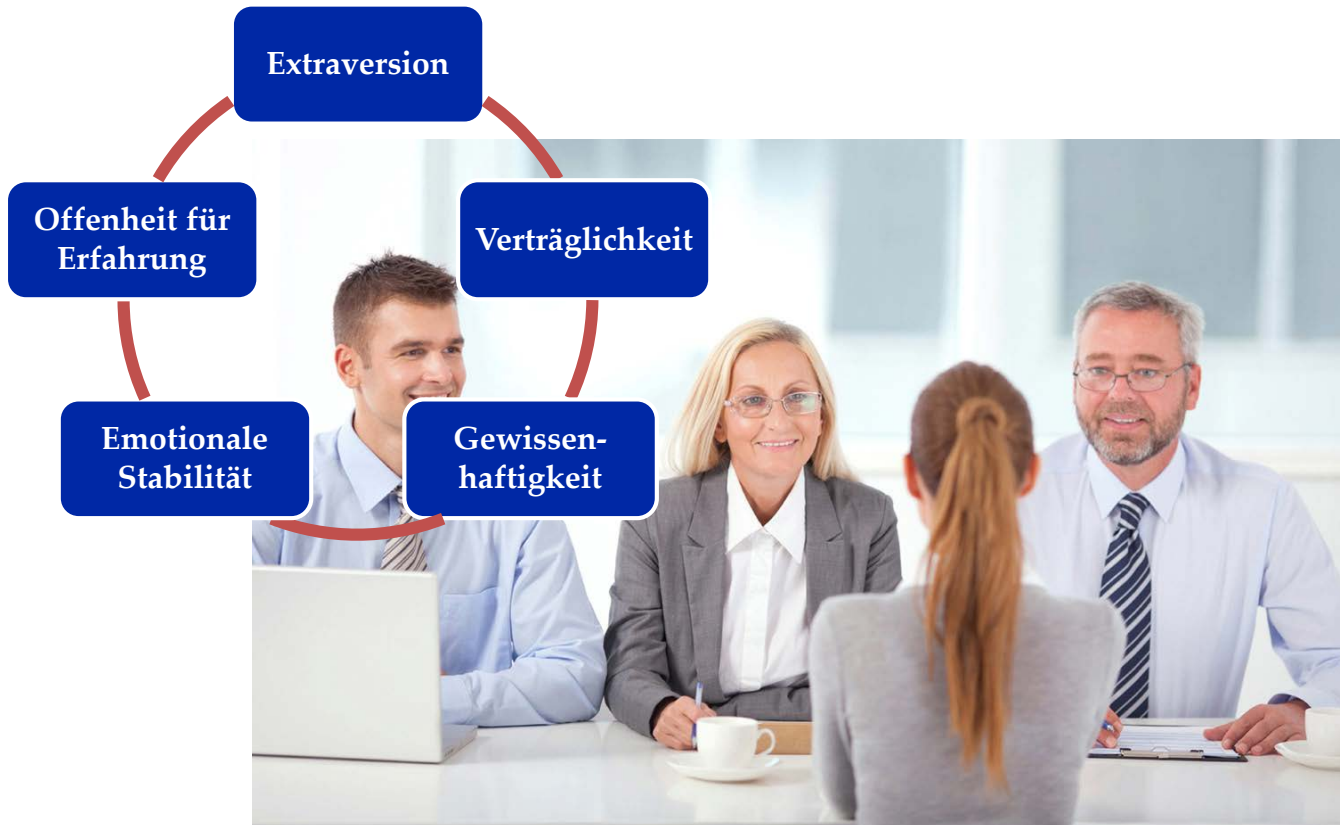 Extraversion
Verträglichkeit
Gewissen-
haftigkeit
Emotionale
Stabilität
Offenheit für
Erfahrung